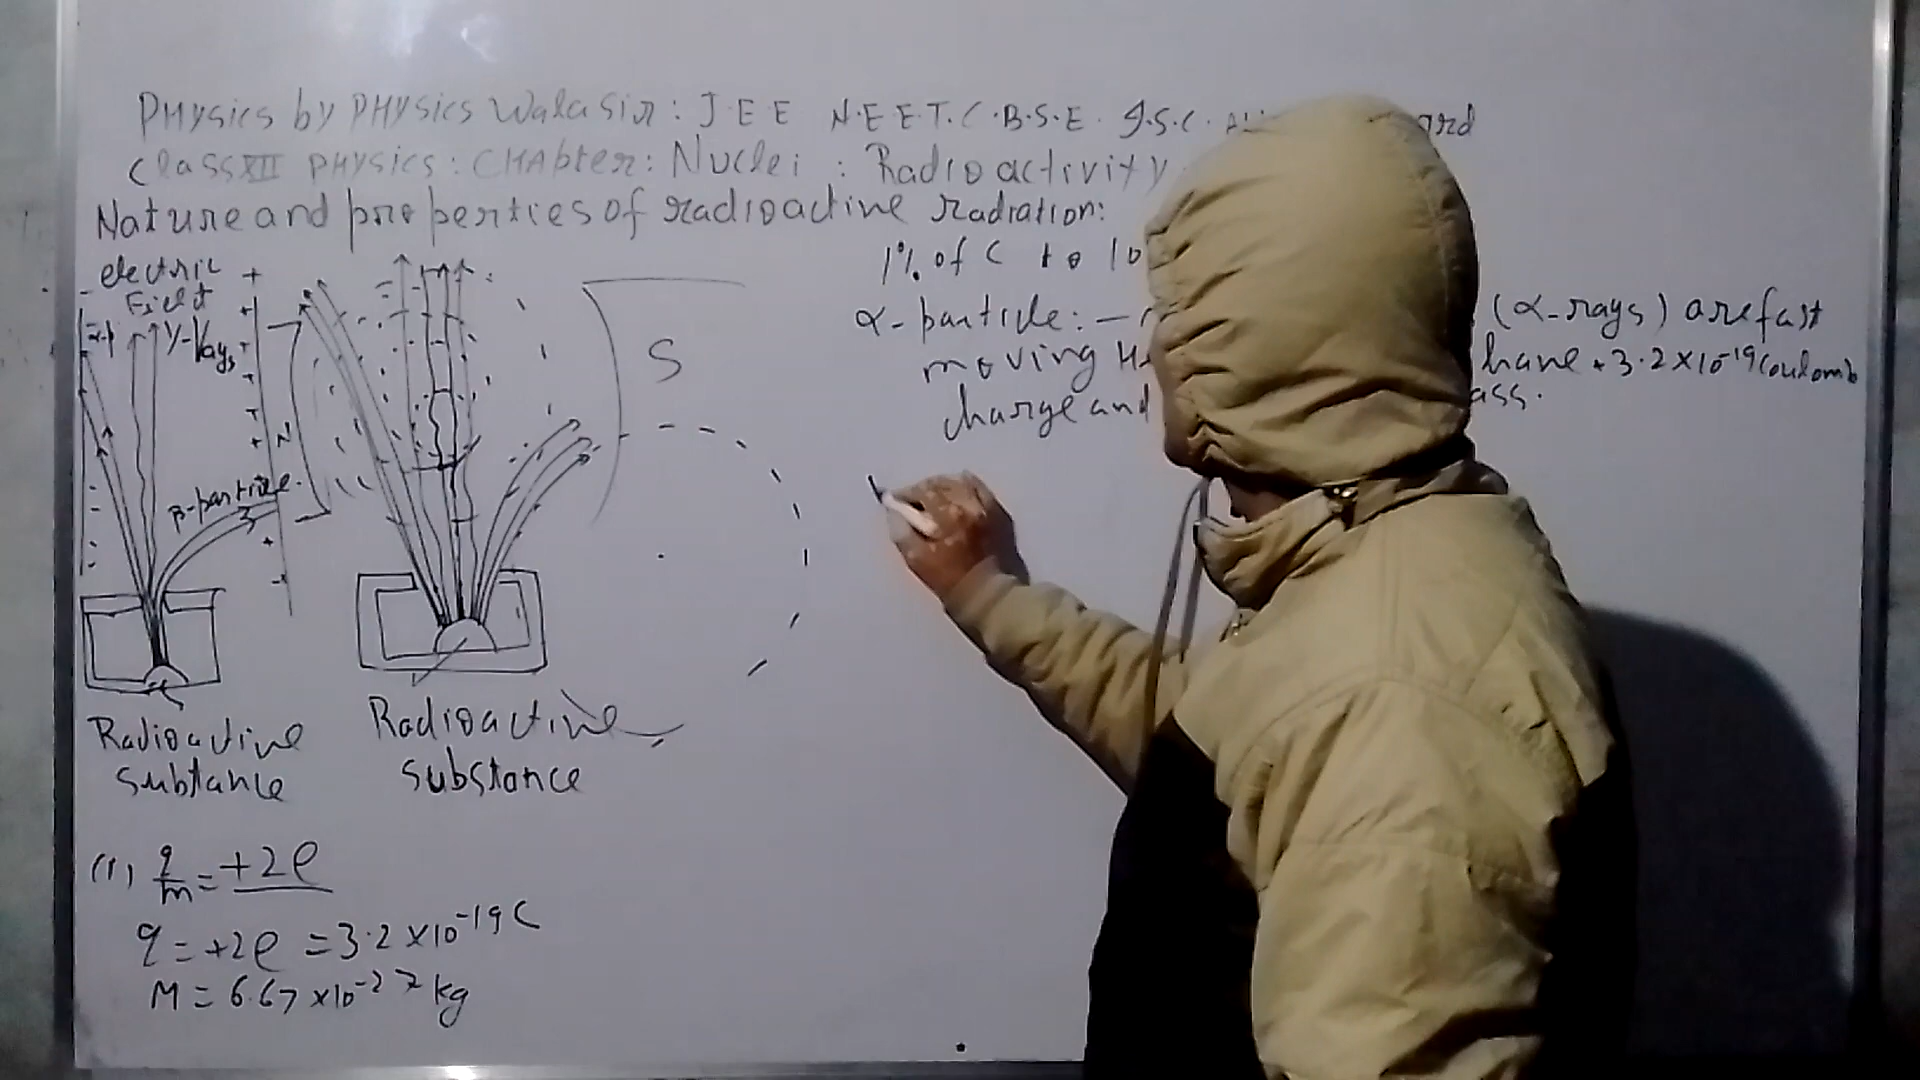 Physics by Physics Wala Sir: J.E.E N.E.E.T. C.B.S.E. I.S.C.
Class XII Physics: Chapter: Nuclei : Radioactivity
Nature and properties of radioactive radiation:
1% of C to 10
α-particle: — (α-rays) are fast
moving have + 3.2×10⁻¹⁹ Coulomb
charge and
electric
Field
γ-rays
β-particle
N
S
Radioactive
subtance
Radioactive
substance
(1) q/m = +2e
q = +2e = 3.2×10⁻¹⁹ C
M = 6.67×10⁻²⁷ kg